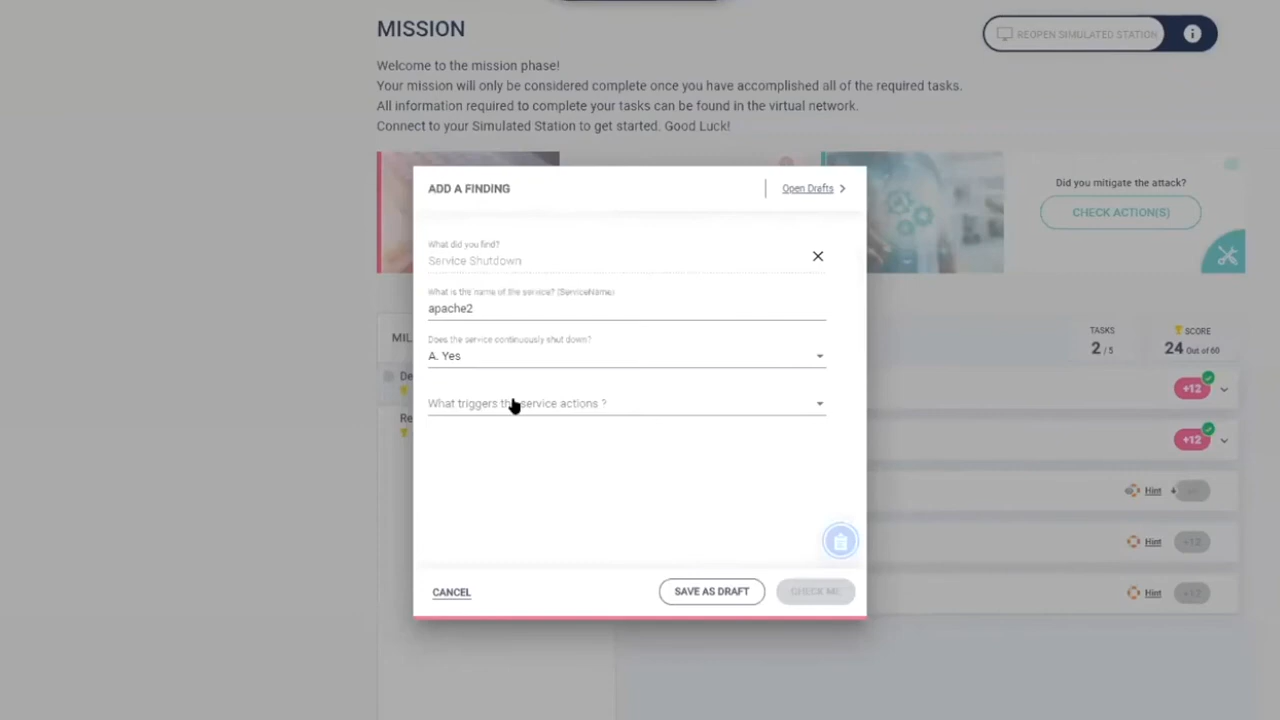 MISSION
REOPEN SIMULATED STATION
Welcome to the mission phase!
Your mission will only be considered complete once you have accomplished all of the required tasks.
All information required to complete your tasks can be found in the virtual network.
Connect to your Simulated Station to get started. Good Luck!
Did you mitigate the attack?
CHECK ACTION(S)
ADD A FINDING
Open Drafts
What did you find?
Service Shutdown
What is the name of the service? (ServiceName)
apache2
Does the service continuously shut down?
A. Yes
What triggers the service actions ?
CANCEL
SAVE AS DRAFT
CHECK ME
MIL
De
Re
TASKS
2 / 5
SCORE
24 Out of 60
+12
+12
Hint
Hint
+12
Hint
+12